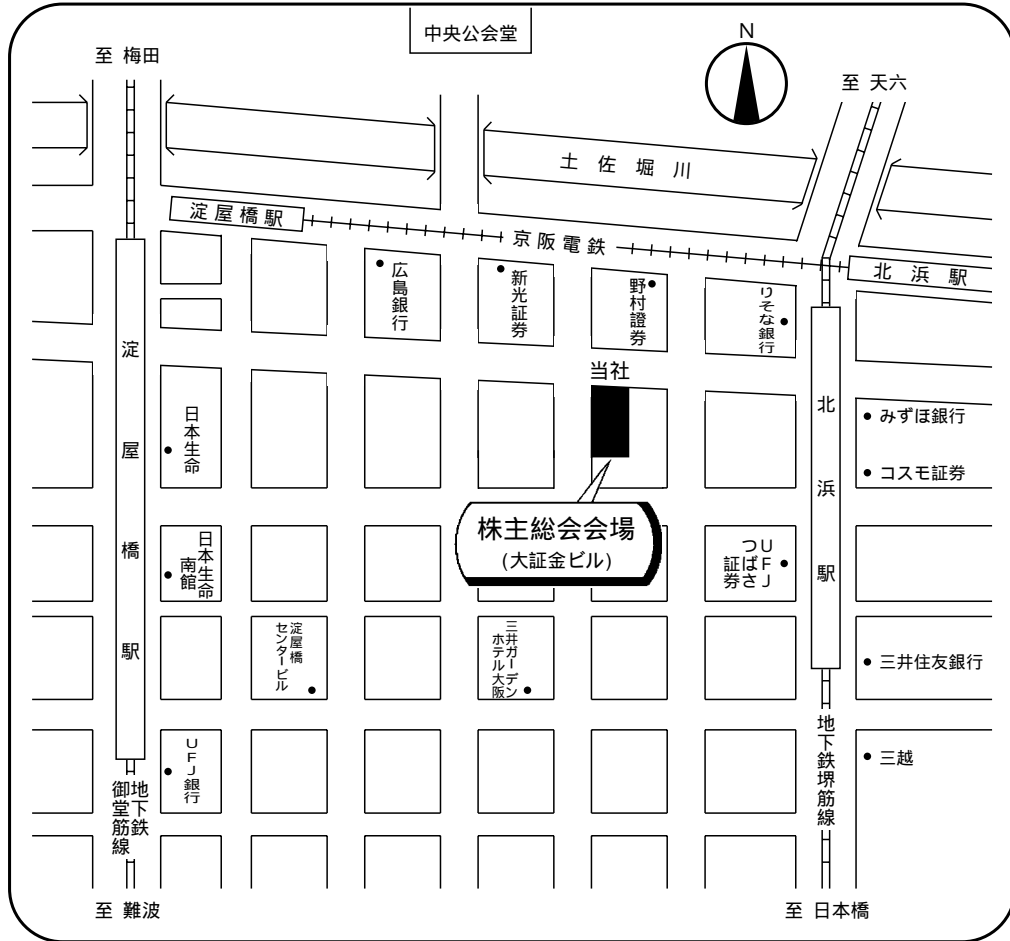 中央公会堂
N
至 梅田
至 天六
土佐堀川
淀屋橋駅
京阪電鉄
北浜駅
広島銀行
新光証券
野村證券
りそな銀行
当社
淀屋橋駅
北浜駅
日本生命
みずほ銀行
コスモ証券
株主総会会場
(大証金ビル)
日本生命
南館
UFJ
つばさ
証券
淀屋橋
センタービル
三井ガーデン
ホテル大阪
三井住友銀行
UFJ銀行
三越
地下鉄
御堂筋線
地下鉄堺筋線
至 難波
至 日本橋